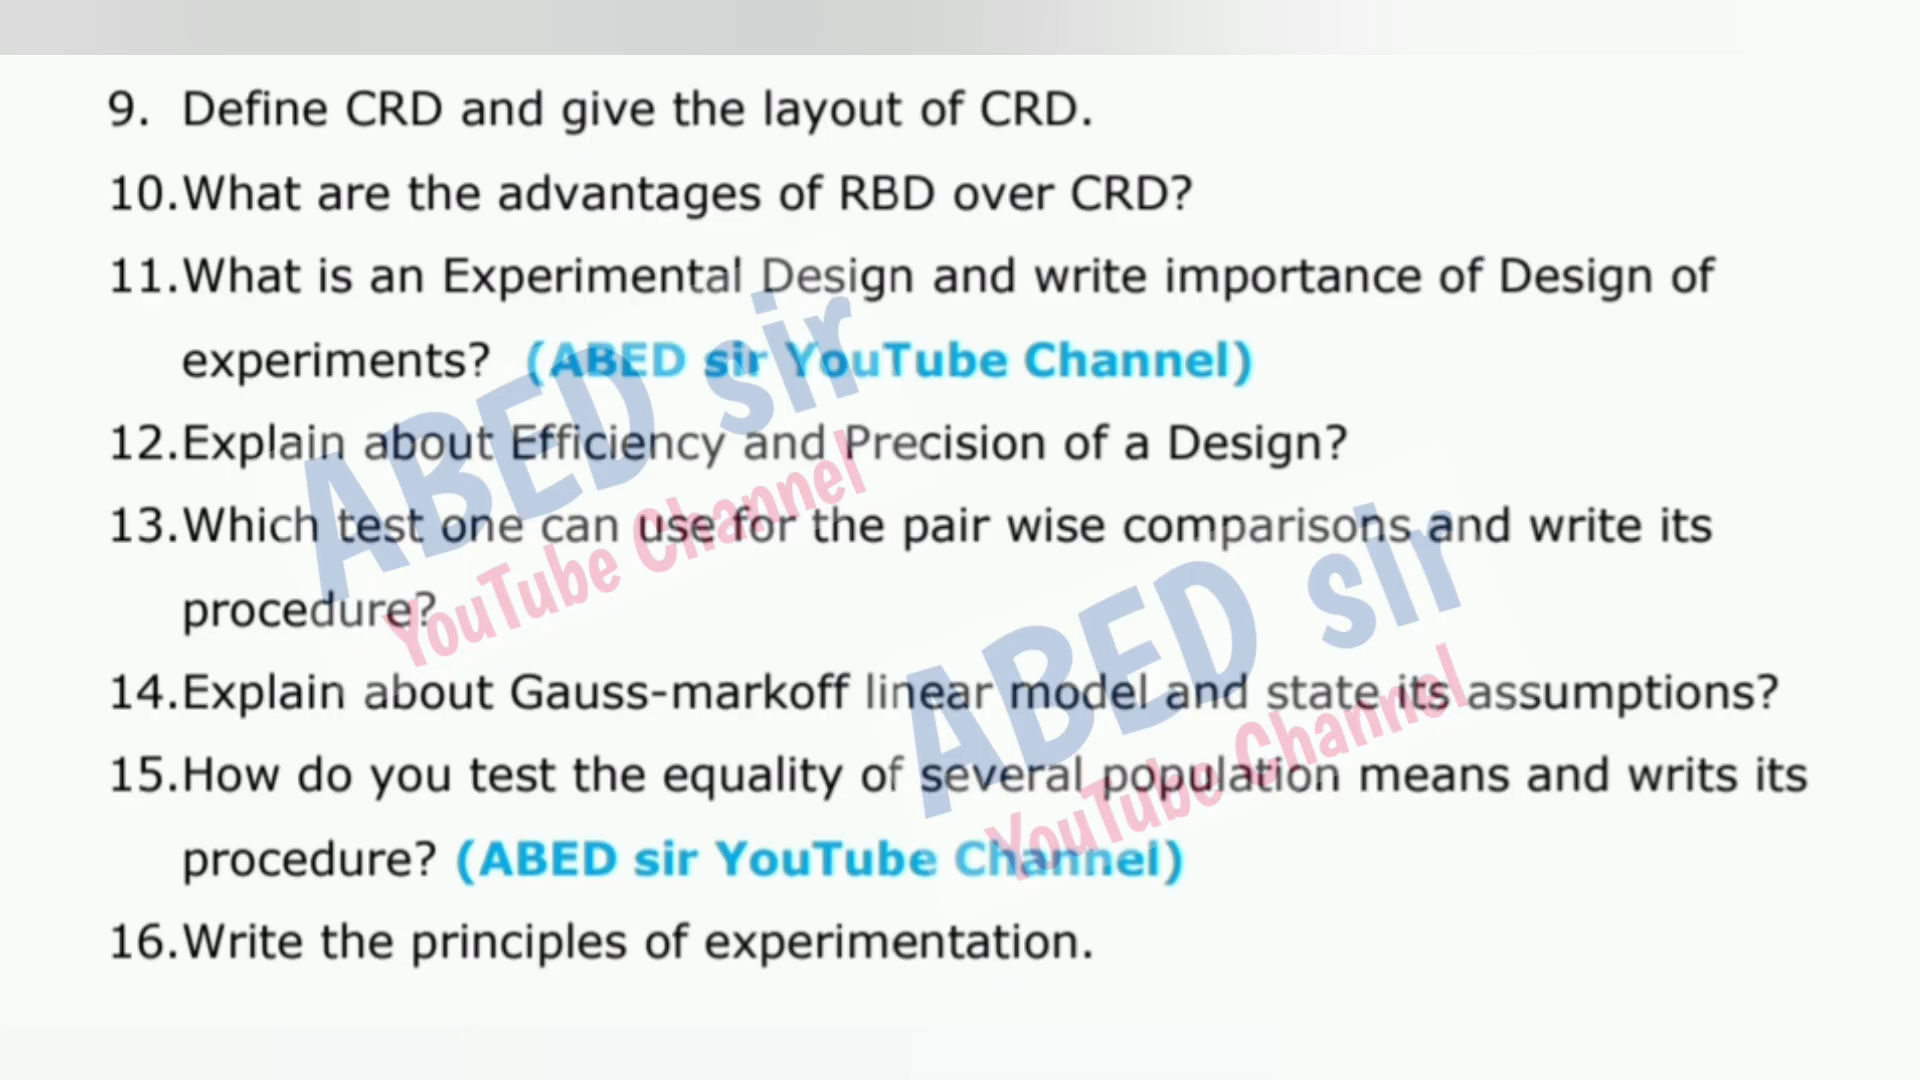 9. Define CRD and give the layout of CRD.
10.What are the advantages of RBD over CRD?
11.What is an Experimental Design and write importance of Design of
experiments? (ABED sir YouTube Channel)
12.Explain about Efficiency and Precision of a Design?
13.Which test one can use for the pair wise comparisons and write its
procedure?
14.Explain about Gauss-markoff linear model and state its assumptions?
15.How do you test the equality of several population means and writs its
procedure? (ABED sir YouTube Channel)
16.Write the principles of experimentation.
ABED sir
YouTube Channel
ABED sir
YouTube Channel